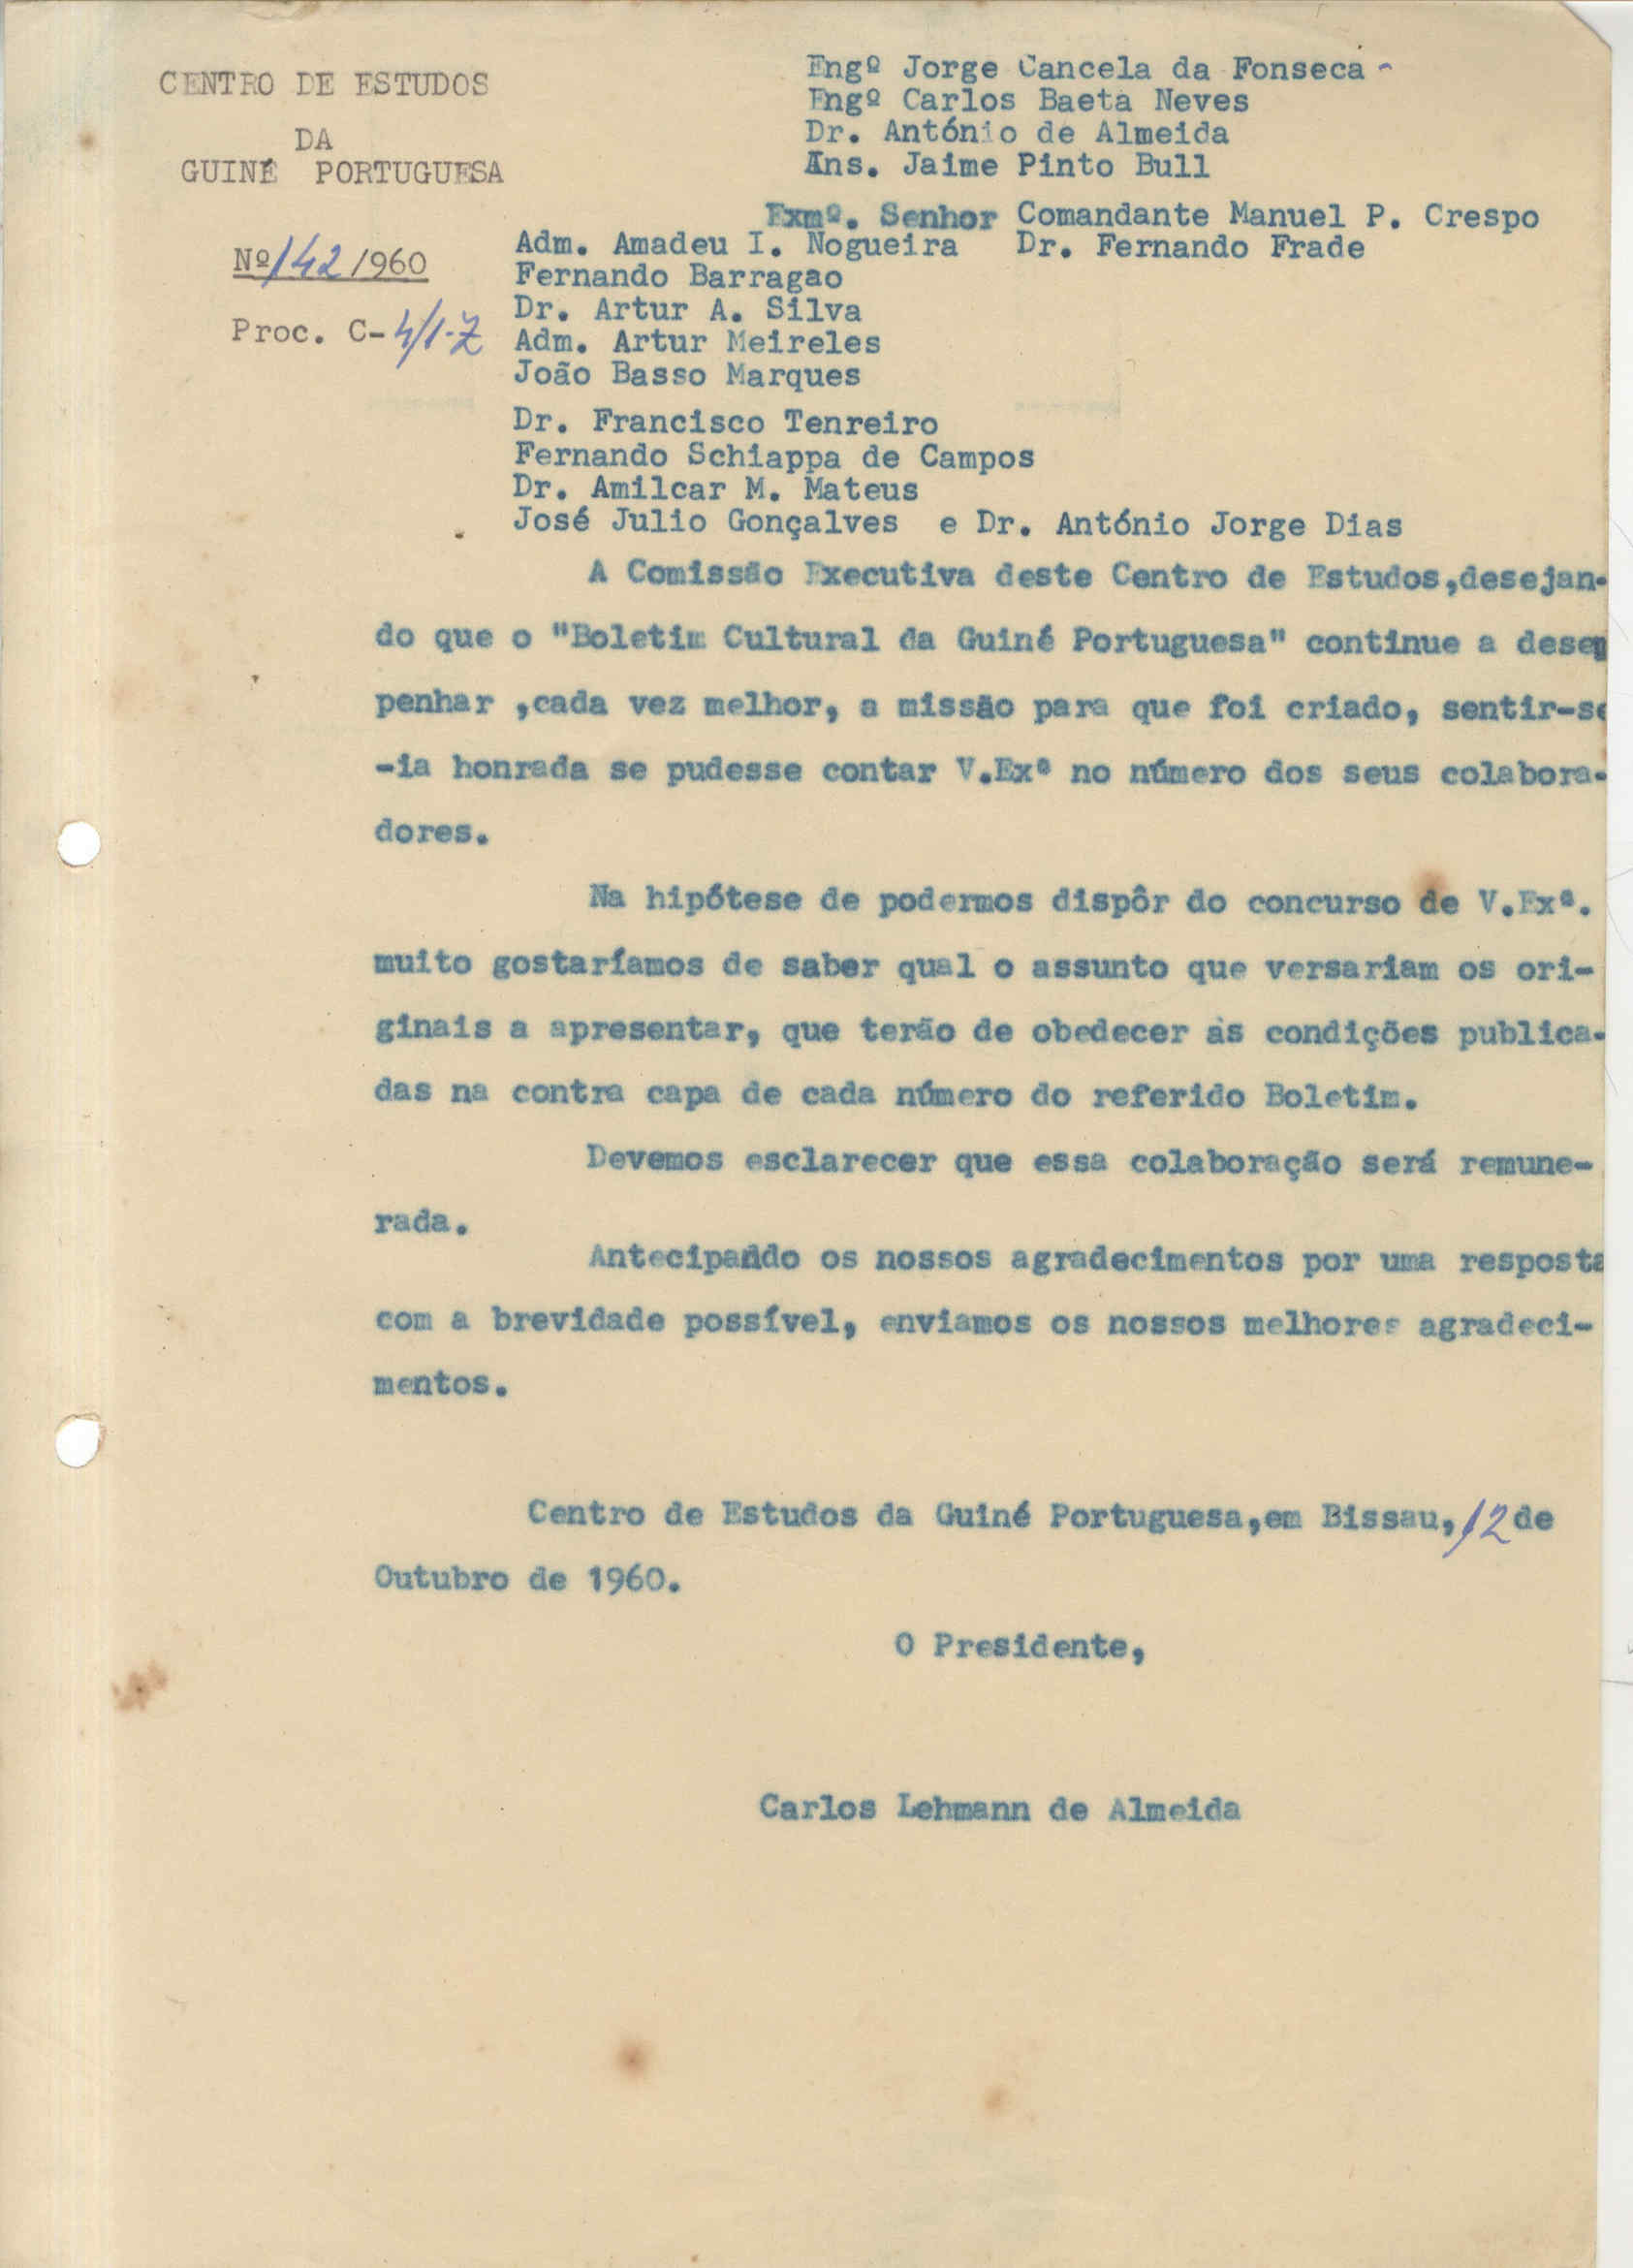 CENTRO DE ESTUDOS
DA
GUINÉ PORTUGUESA
Nº 142/1960
Proc. C-4/1-Z
Engº Jorge Cancela da Fonseca
Engº Carlos Baeta Neves
Dr. António de Almeida
Ins. Jaime Pinto Bull
Exmº. Senhor Comandante Manuel P. Crespo
Adm. Amadeu I. Nogueira Dr. Fernando Frade
Fernando Barragao
Dr. Artur A. Silva
Adm. Artur Meireles
João Basso Marques
Dr. Francisco Tenreiro
Fernando Schiappa de Campos
Dr. Amilcar M. Mateus
José Julio Gonçalves e Dr. António Jorge Dias
A Comissão Executiva deste Centro de Estudos,desejan-
do que o "Boletim Cultural da Guiné Portuguesa" continue a desem
penhar ,cada vez melhor, a missão para que foi criado, sentir-se
-ia honrada se pudesse contar V.Exª no número dos seus colabora-
dores.
Na hipótese de podermos dispôr do concurso de V.Exª.
muito gostaríamos de saber qual o assunto que versariam os ori-
ginais a apresentar, que terão de obedecer às condições publica-
das na contra capa de cada número do referido Boletim.
Devemos esclarecer que essa colaboração será remune-
rada.
Antecipando os nossos agradecimentos por uma resposta
com a brevidade possível, enviamos os nossos melhores agradeci-
mentos.
Centro de Estudos da Guiné Portuguesa,em Bissau, 12 de
Outubro de 1960.
O Presidente,
Carlos Lehmann de Almeida